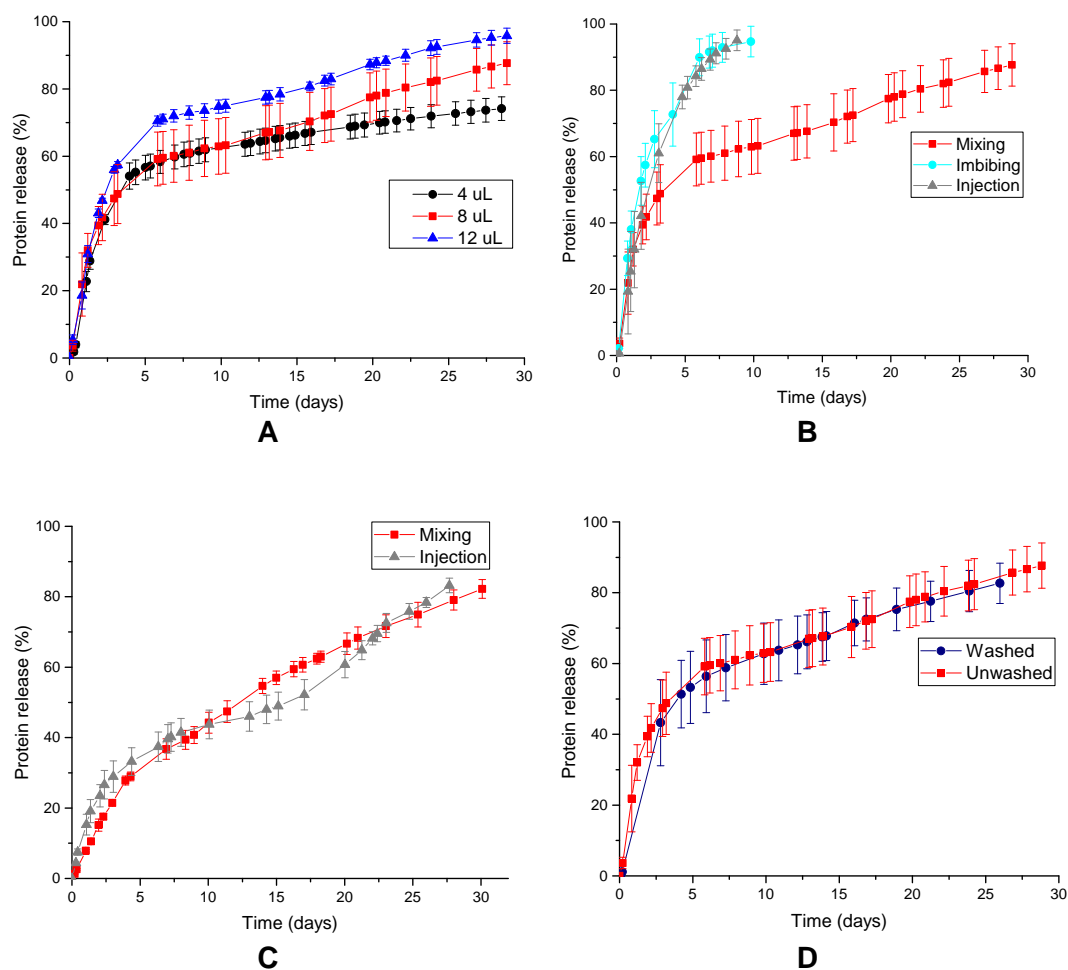 100
80
60
40
20
0
Protein release (%)
4 uL
8 uL
12 uL
0 5 10 15 20 25 30
Time (days)
A
100
80
60
40
20
0
Protein release (%)
Mixing
Imbibing
Injection
0 5 10 15 20 25 30
Time (days)
B
100
80
60
40
20
0
Protein release (%)
Mixing
Injection
0 5 10 15 20 25 30
Time (days)
C
100
80
60
40
20
0
Protein release (%)
Washed
Unwashed
0 5 10 15 20 25 30
Time (days)
D